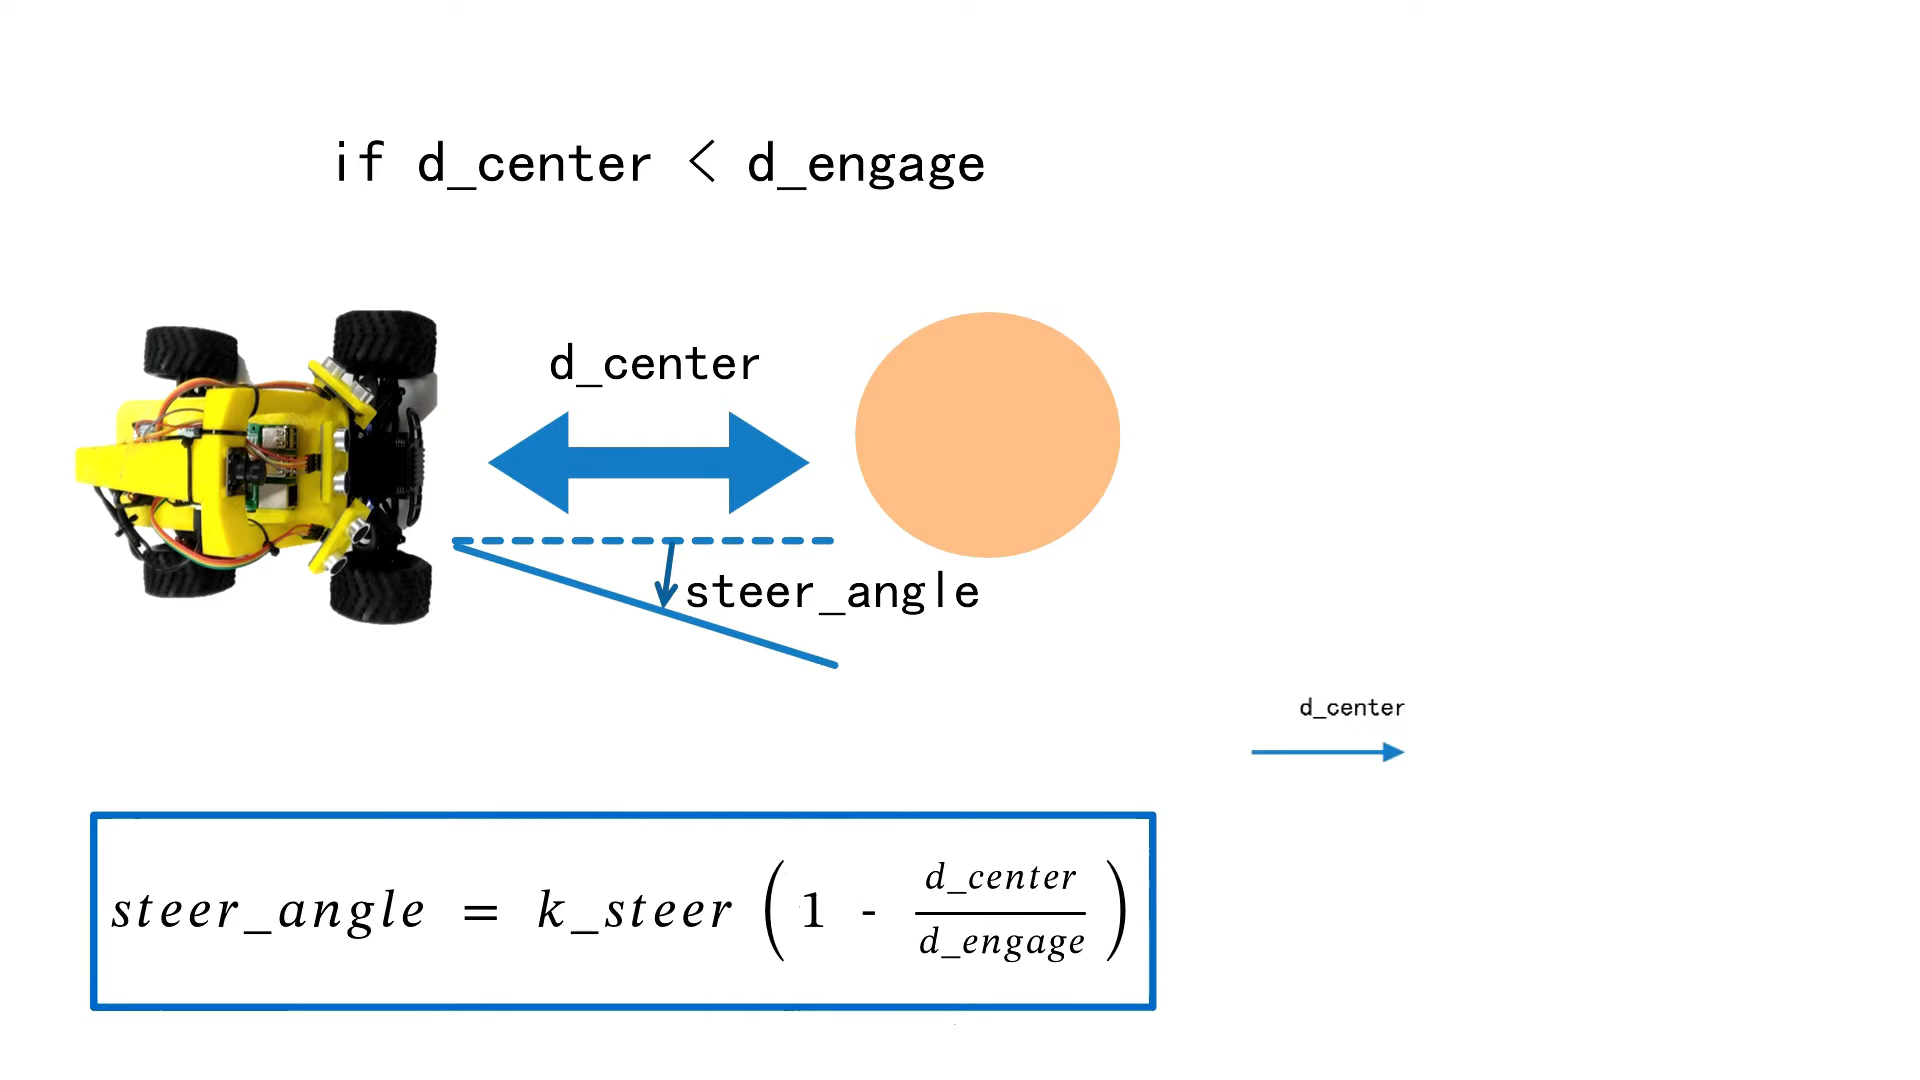 if d_center < d_engage
d_center
steer_angle
d_center
steer_angle = k_steer (1 - d_center/d_engage)